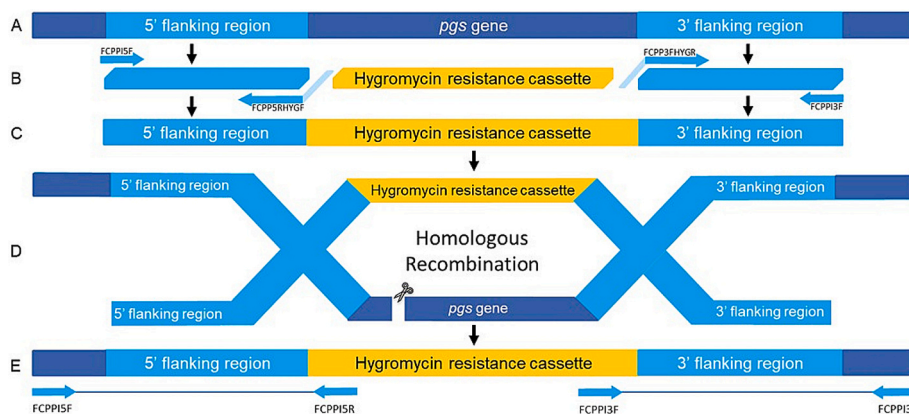 A
5' flanking region
pgs gene
3' flanking region
FCPPI5F
FCPP3FHYGR
B
Hygromycin resistance cassette
FCPP5RHYGF
FCPPI3F
C
5' flanking region
Hygromycin resistance cassette
3' flanking region
5' flanking region
Hygromycin resistance cassette
3' flanking region
D
Homologous
Recombination
5' flanking region
pgs gene
3' flanking region
E
5' flanking region
Hygromycin resistance cassette
3' flanking region
FCPPI5F
FCPPI5R
FCPPI3F
FCPPI3